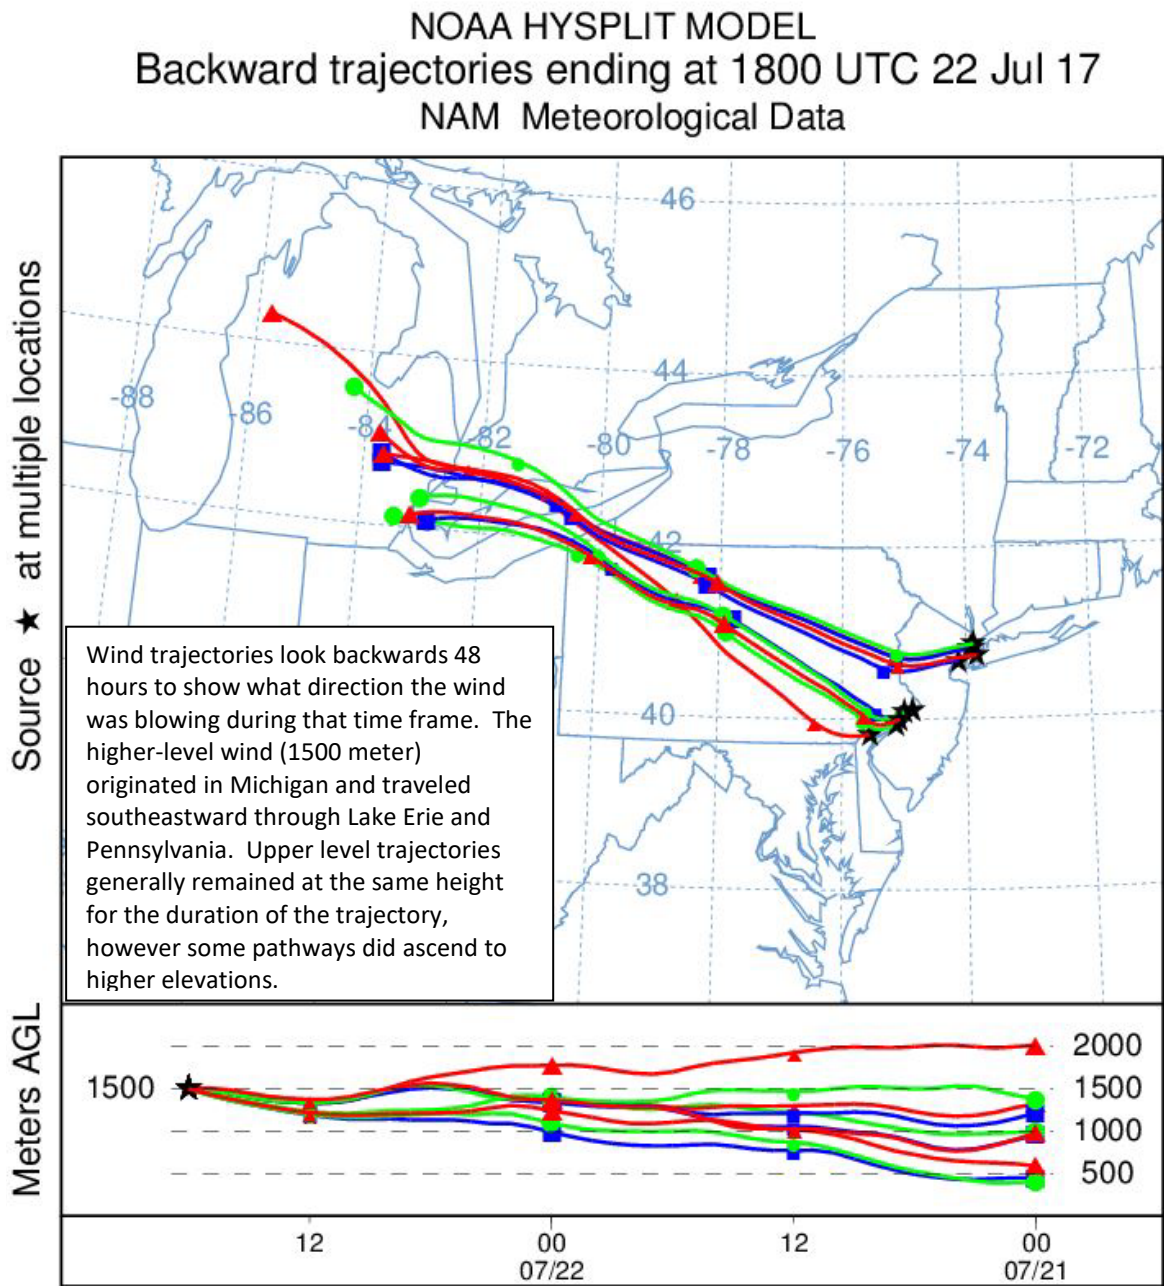 NOAA HYSPLIT MODEL
Backward trajectories ending at 1800 UTC 22 Jul 17
NAM Meteorological Data
Source ★ at multiple locations
46
44
-88
-86
-84
-82
-80
-78
-76
-74
-72
42
40
38
Wind trajectories look backwards 48
hours to show what direction the wind
was blowing during that time frame. The
higher-level wind (1500 meter)
originated in Michigan and traveled
southeastward through Lake Erie and
Pennsylvania. Upper level trajectories
generally remained at the same height
for the duration of the trajectory,
however some pathways did ascend to
higher elevations.
Meters AGL
1500
2000
1500
1000
500
12
00
12
00
07/22
07/21